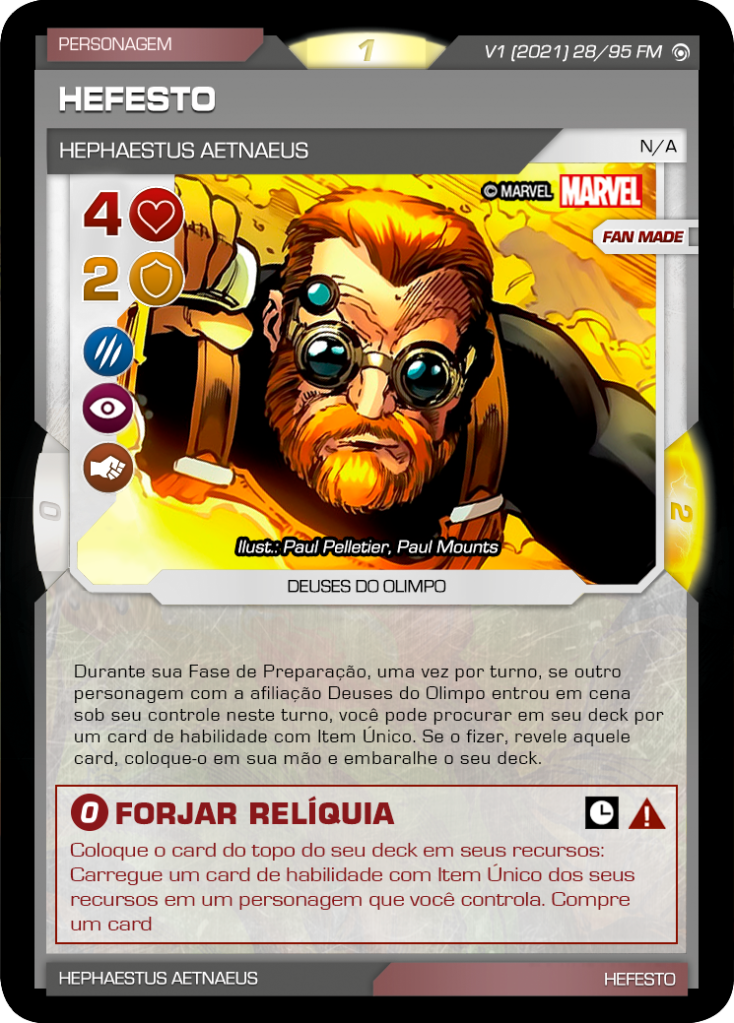 PERSONAGEM
1
V1 (2021) 28/95 FM
HEFESTO
HEPHAESTUS AETNAEUS
N/A
© MARVEL MARVEL
4
FAN MADE
2
0
2
Ilust.: Paul Pelletier, Paul Mounts
DEUSES DO OLIMPO
Durante sua Fase de Preparação, uma vez por turno, se outro
personagem com a afiliação Deuses do Olimpo entrou em cena
sob seu controle neste turno, você pode procurar em seu deck por
um card de habilidade com Item Único. Se o fizer, revele aquele
card, coloque-o em sua mão e embaralhe o seu deck.
0 FORJAR RELÍQUIA
Coloque o card do topo do seu deck em seus recursos:
Carregue um card de habilidade com Item Único dos seus
recursos em um personagem que você controla. Compre
um card
HEPHAESTUS AETNAEUS
HEFESTO